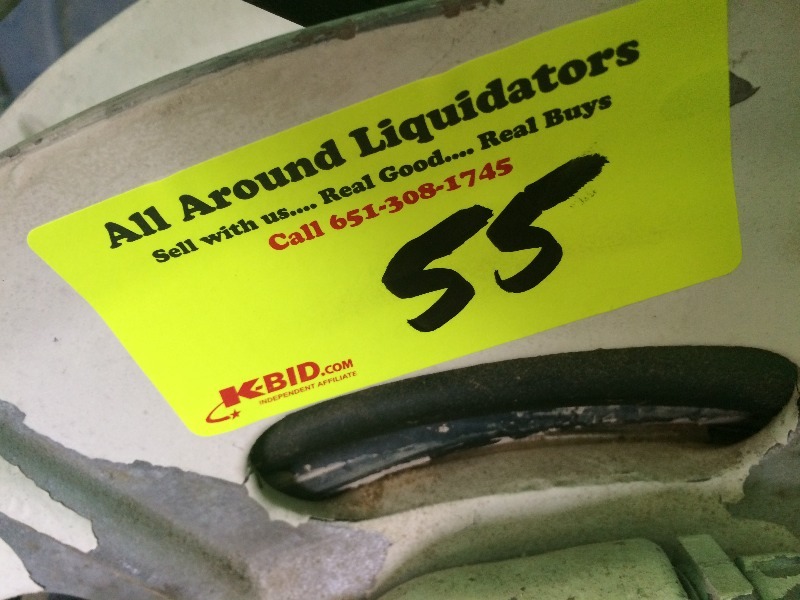 All Around Liquidators
Sell with us.... Real Good.... Real Buys
Call 651-308-1745
55
K-BID.COM
INDEPENDENT AFFILIATE